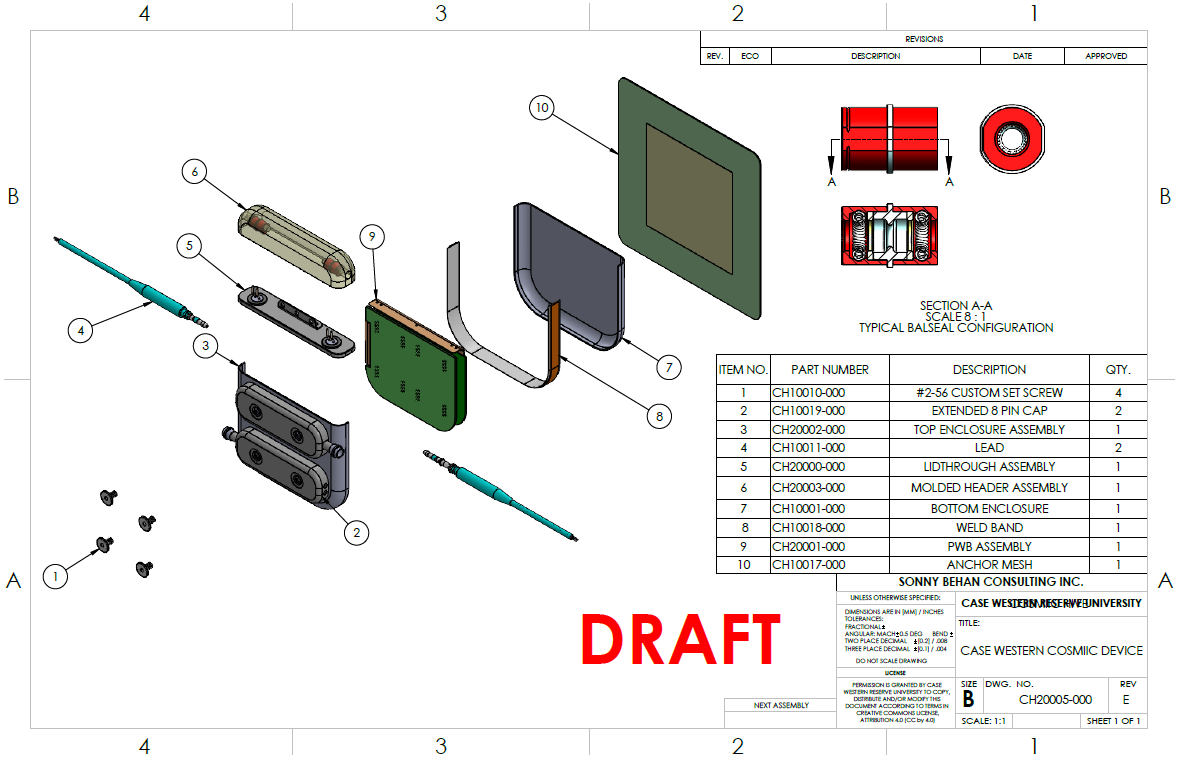 4 3 2 1
REVISIONS
REV. ECO DESCRIPTION DATE APPROVED
10
6
9
5
4
3
7
8
2
1
B B
A A
A A
SECTION A-A
SCALE 8 : 1
TYPICAL BALSEAL CONFIGURATION
ITEM NO. PART NUMBER DESCRIPTION QTY.
1 CH10010-000 #2-56 CUSTOM SET SCREW 4
2 CH10019-000 EXTENDED 8 PIN CAP 2
3 CH20002-000 TOP ENCLOSURE ASSEMBLY 1
4 CH10011-000 LEAD 2
5 CH20000-000 LIDTHROUGH ASSEMBLY 1
6 CH20003-000 MOLDED HEADER ASSEMBLY 1
7 CH10001-000 BOTTOM ENCLOSURE 1
8 CH10018-000 WELD BAND 1
9 CH20001-000 PWB ASSEMBLY 1
10 CH10017-000 ANCHOR MESH 1
SONNY BEHAN CONSULTING INC.
UNLESS OTHERWISE SPECIFIED:
DIMENSIONS ARE IN (MM) / INCHES
TOLERANCES:
FRACTIONAL±
ANGULAR: MACH±0.5 DEG BEND ±
TWO PLACE DECIMAL ±(0.2) / .008
THREE PLACE DECIMAL ±(0.1) / .004
DO NOT SCALE DRAWING
LICENSE
PERMISSION IS GRANTED BY CASE
WESTERN RESERVE UNIVERSITY TO COPY,
DISTRIBUTE AND/OR MODIFY THIS
DOCUMENT ACCORDING TO TERMS IN
CREATIVE COMMONS LICENSE,
ATTRIBUTION 4.0 (CC by 4.0)
CASE WESTERN RESERVE UNIVERSITY
TITLE:
CASE WESTERN COSMIIC DEVICE
SIZE DWG. NO. REV
B CH20005-000 E
SCALE: 1:1 SHEET 1 OF 1
NEXT ASSEMBLY
DRAFT
4 3 2 1